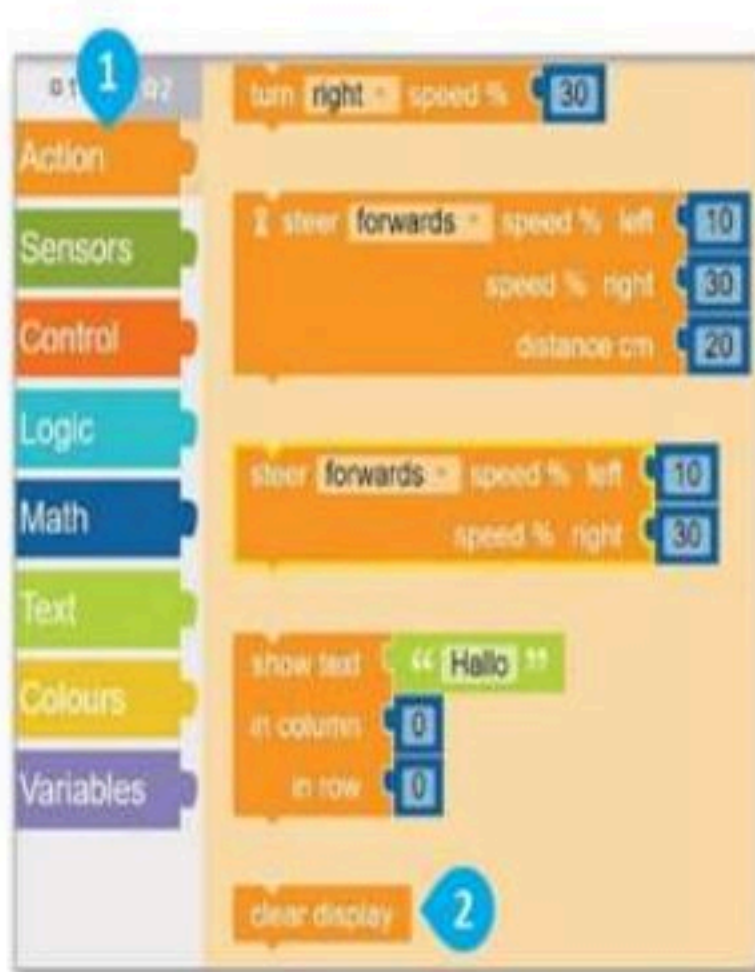 1
Action
Sensors
Control
Logic
Math
Text
Colours
Variables
turn right speed % 30
steer forwards speed % left 10
speed % right 30
distance cm 20
steer forwards speed % left 10
speed % right 30
show text “ Hallo ”
in column 0
in row 0
clear display 2